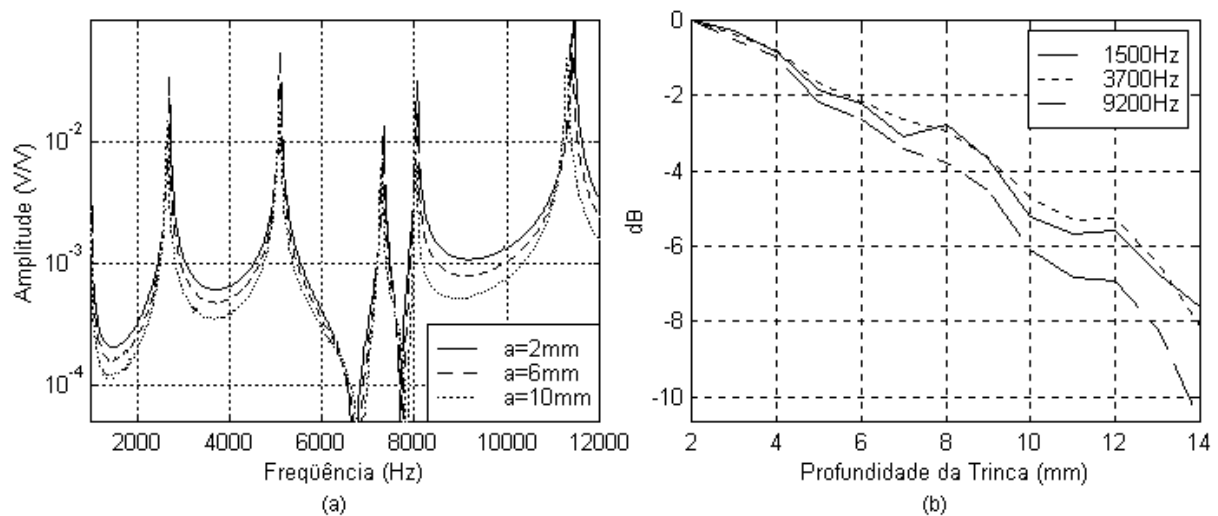 Amplitude (V/V)
10^-2
10^-3
10^-4
a=2mm
a=6mm
a=10mm
2000 4000 6000 8000 10000 12000
Freqüência (Hz)
(a)
dB
0
-2
-4
-6
-8
-10
1500Hz
3700Hz
9200Hz
2 4 6 8 10 12 14
Profundidade da Trinca (mm)
(b)